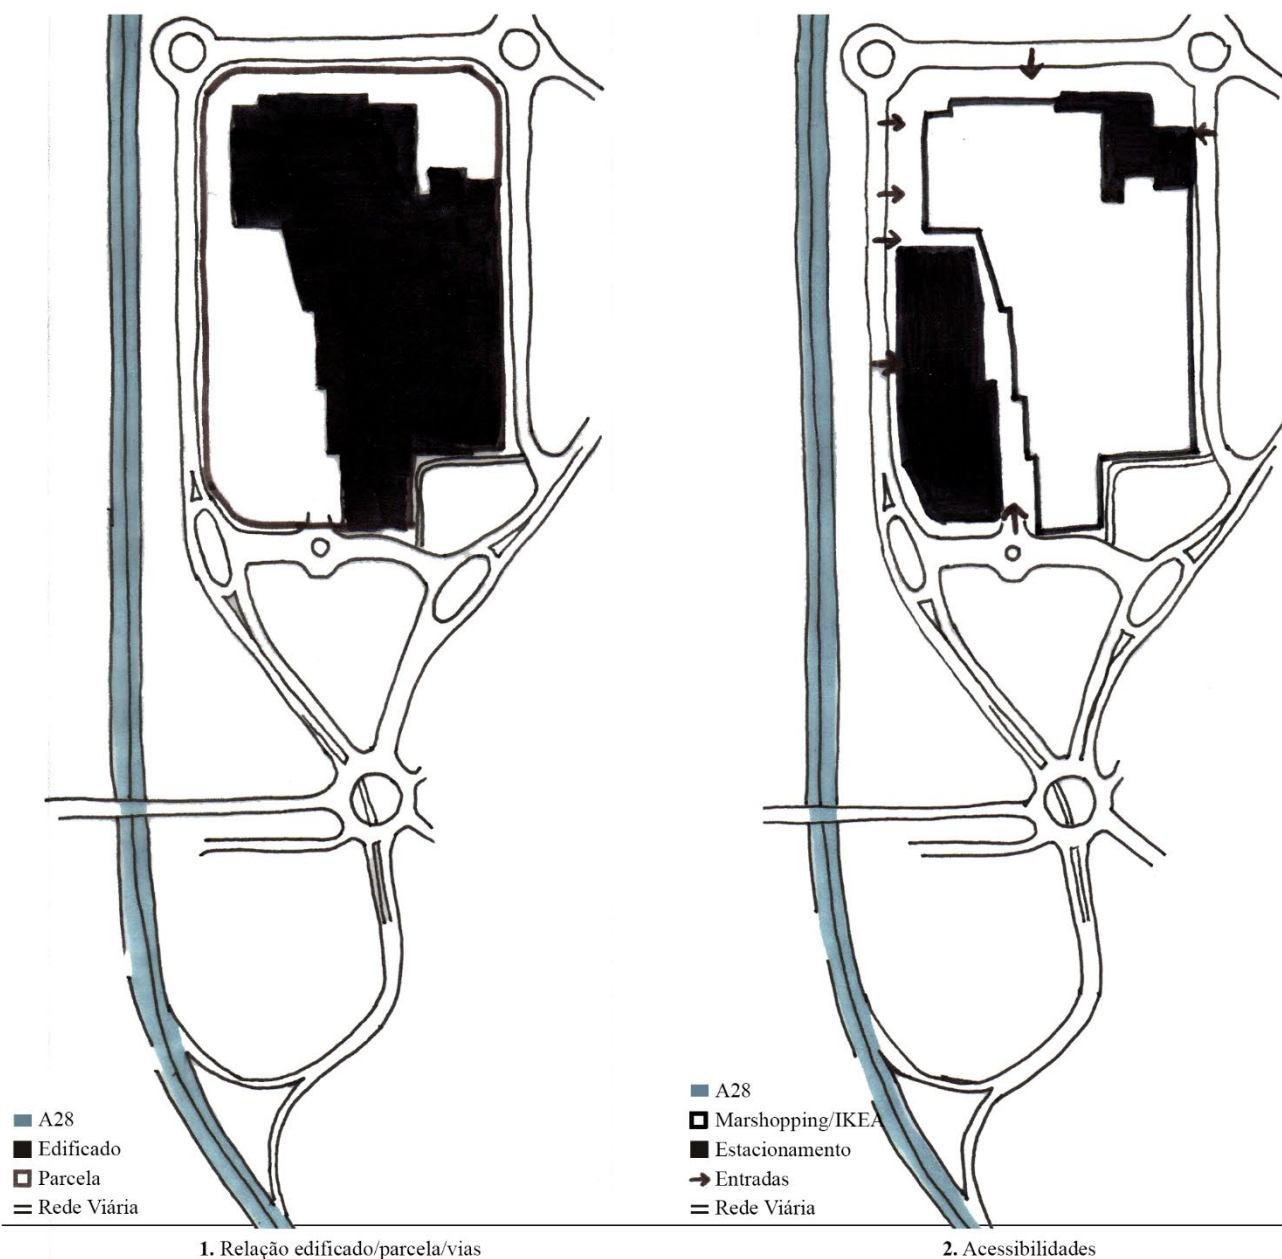 A28
Edificado
Parcela
Rede Viária
1. Relação edificado/parcela/vias
A28
Marshopping/IKEA
Estacionamento
Entradas
Rede Viária
2. Acessibilidades